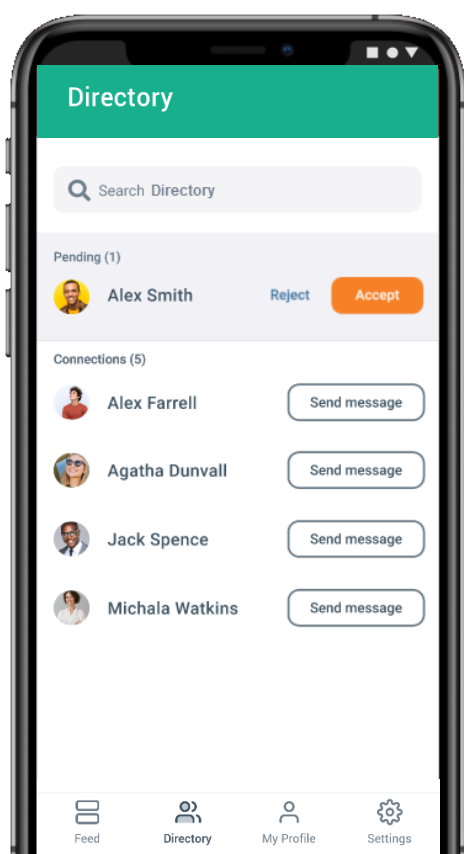 Directory
Search Directory
Pending (1)
Alex Smith Reject Accept
Connections (5)
Alex Farrell Send message
Agatha Dunvall Send message
Jack Spence Send message
Michala Watkins Send message
Feed Directory My Profile Settings